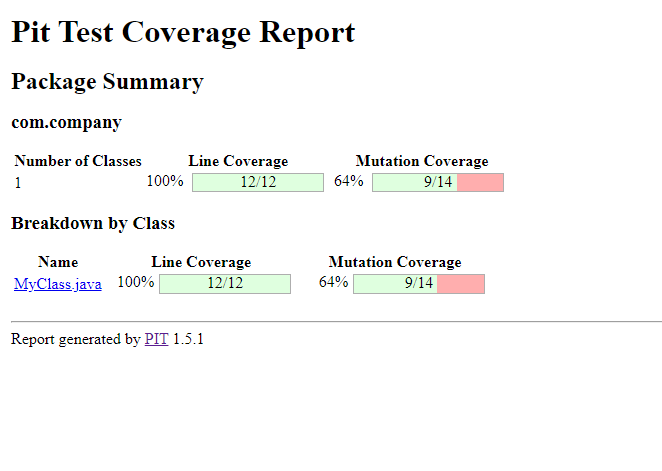 Pit Test Coverage Report
Package Summary
com.company
Number of Classes Line Coverage Mutation Coverage
1 100% 12/12 64% 9/14
Breakdown by Class
Name Line Coverage Mutation Coverage
MyClass.java 100% 12/12 64% 9/14
Report generated by PIT 1.5.1